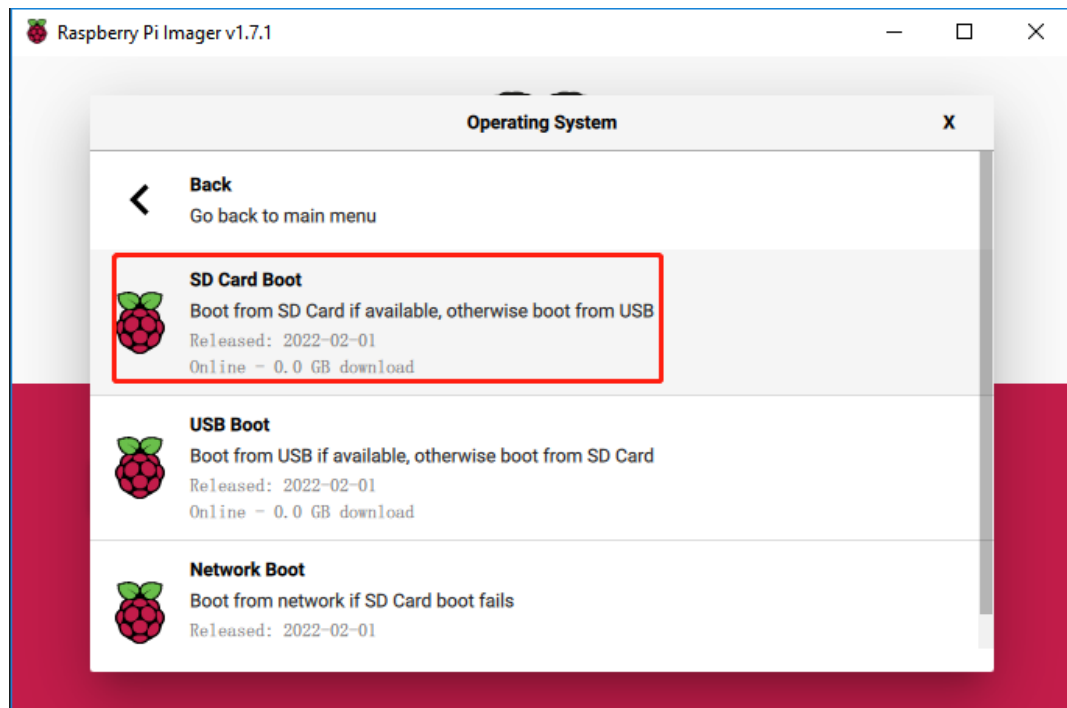 Raspberry Pi Imager v1.7.1
Operating System X
Back
Go back to main menu
SD Card Boot
Boot from SD Card if available, otherwise boot from USB
Released: 2022-02-01
Online - 0.0 GB download
USB Boot
Boot from USB if available, otherwise boot from SD Card
Released: 2022-02-01
Online - 0.0 GB download
Network Boot
Boot from network if SD Card boot fails
Released: 2022-02-01